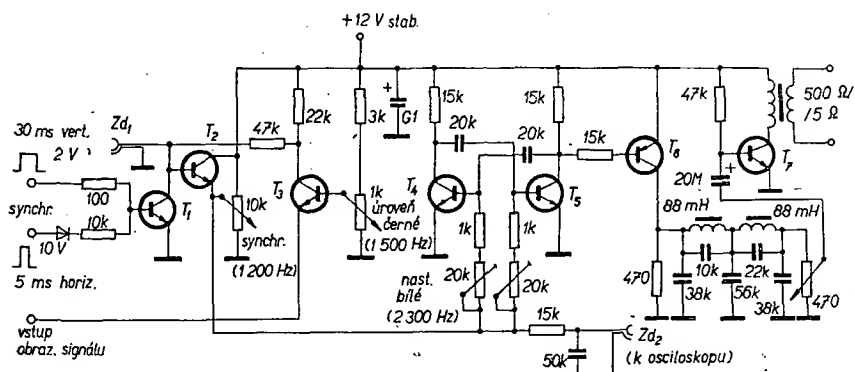 +12 V stab.
30 ms vert.
2 V
Zd1
T2
47k
22k
3k
G1
+
15k
20k
20k
15k
15k
T6
47k
T7
500 Ω/
/5 Ω
100
synchr.
10k
10 V
5 ms horiz.
T1
10k
synchr.
(1 200 Hz)
T3
1k
úroveň
černé
(1 500 Hz)
T4
T5
+
20M
88 mH
88 mH
1k
1k
20k
20k
nast.
bílé
(2 300 Hz)
470
10k
22k
38k
56k
38k
470
vstup
obraz. signálu
15k
50k
Zd2
(k osciloskopu)